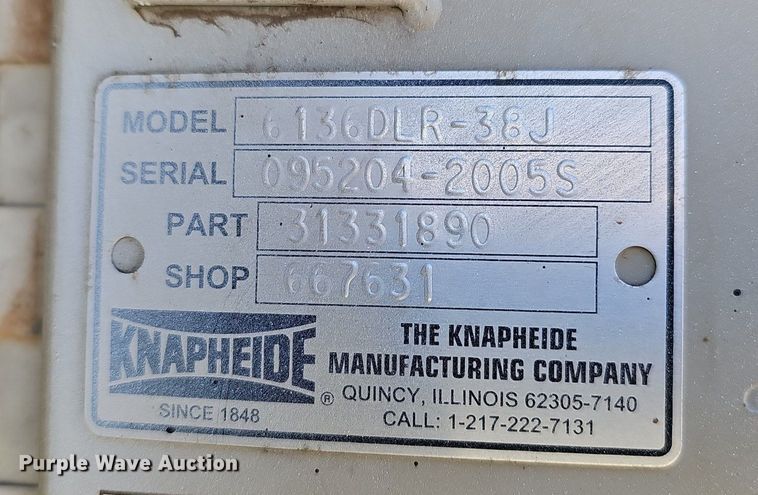 MODEL 6136DLR-38J
SERIAL 095204-2005S
PART 31331890
SHOP 667631
KNAPHEIDE ®
SINCE 1848
THE KNAPHEIDE
MANUFACTURING COMPANY
QUINCY, ILLINOIS 62305-7140
CALL: 1-217-222-7131
Purple Wave Auction